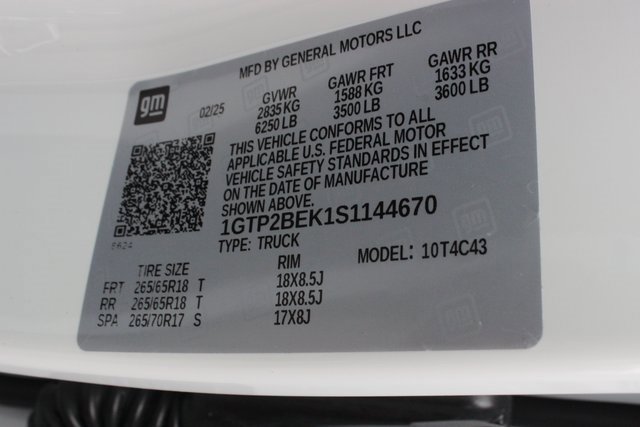 MFD BY GENERAL MOTORS LLC
gm
02/25
GVWR GAWR FRT GAWR RR
2835 KG 1588 KG 1633 KG
6250 LB 3500 LB 3600 LB
THIS VEHICLE CONFORMS TO ALL
APPLICABLE U.S. FEDERAL MOTOR
VEHICLE SAFETY STANDARDS IN EFFECT
ON THE DATE OF MANUFACTURE
SHOWN ABOVE.
1GTP2BEK1S1144670
TYPE: TRUCK MODEL: 10T4C43
TIRE SIZE RIM
FRT 265/65R18 T 18X8.5J
RR 265/65R18 T 18X8.5J
SPA 265/70R17 S 17X8J